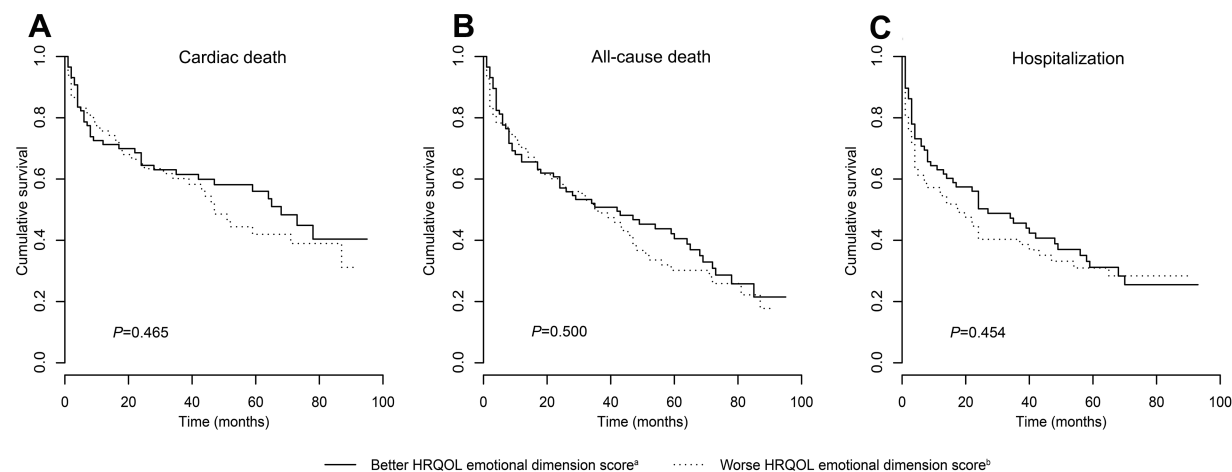 A
Cardiac death
Cumulative survival
1.0
0.8
0.6
0.4
0.2
0.0
P=0.465
0 20 40 60 80 100
Time (months)
B
All-cause death
Cumulative survival
1.0
0.8
0.6
0.4
0.2
0.0
P=0.500
0 20 40 60 80 100
Time (months)
C
Hospitalization
Cumulative survival
1.0
0.8
0.6
0.4
0.2
0.0
P=0.454
0 20 40 60 80 100
Time (months)
Better HRQOL emotional dimension scoreᵃ
Worse HRQOL emotional dimension scoreᵇ